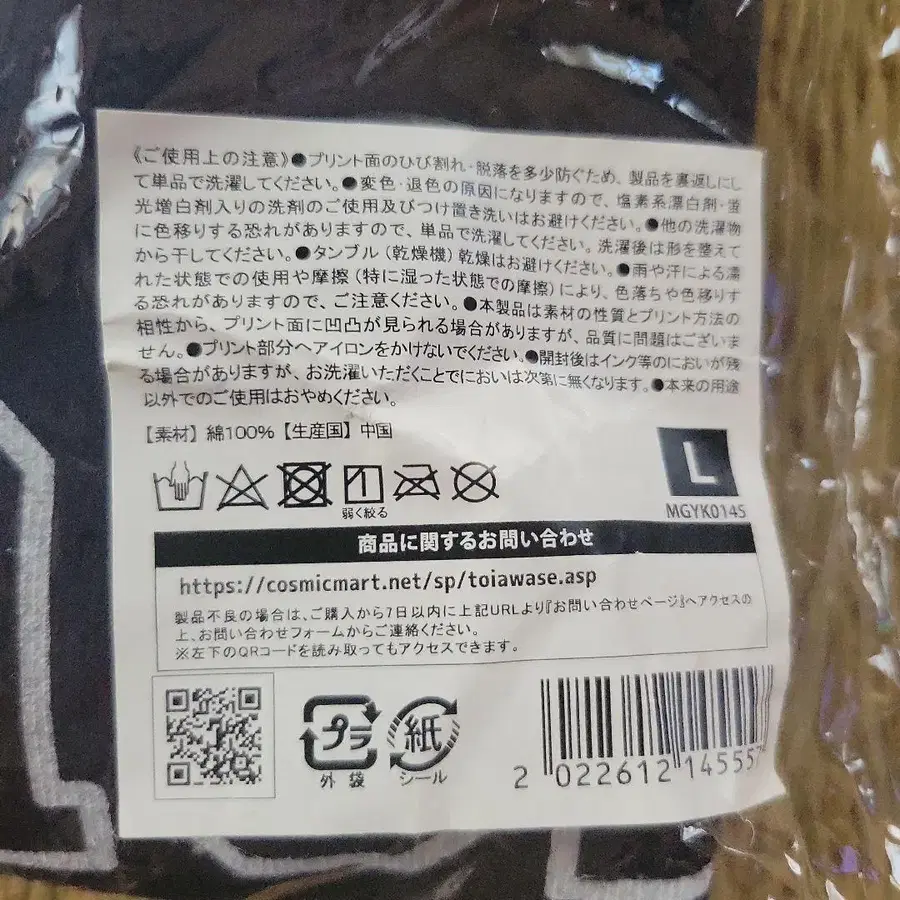 《ご使用上の注意》●プリント面のひび割れ・脱落を多少防ぐため、製品を裏返しにし
て単品で洗濯してください。●変色・退色の原因になりますので、塩素系漂白剤・蛍
光増白剤入りの洗剤のご使用及びつけ置き洗いはお避けください。●他の洗濯物
に色移りする恐れがありますので、単品で洗濯してください。洗濯後は形を整えて
から干してください。●タンブル（乾燥機）乾燥はお避けください。●雨や汗による濡
れた状態での使用や摩擦（特に湿った状態での摩擦）により、色落ちや色移りす
る恐れがありますので、ご注意ください。●本製品は素材の性質とプリント方法の
相性から、プリント面に凹凸が見られる場合がありますが、品質に問題はございま
せん。●プリント部分へアイロンをかけないでください。●開封後はインク等のにおいが残
る場合がありますが、お洗濯いただくことでにおいは次第に無くなります。●本来の用途
以外でのご使用はおやめください。
【素材】綿100%【生産国】中国
L
MGYK0145
弱く絞る
商品に関するお問い合わせ
https://cosmicmart.net/sp/toiawase.asp
製品不良の場合は、ご購入から7日以内に上記URLより『お問い合わせページ』へアクセスの
上、お問い合わせフォームからご連絡ください。
※左下のQRコードを読み取ってもアクセスできます。
プラ
外袋
紙
シール
2 022612 145557